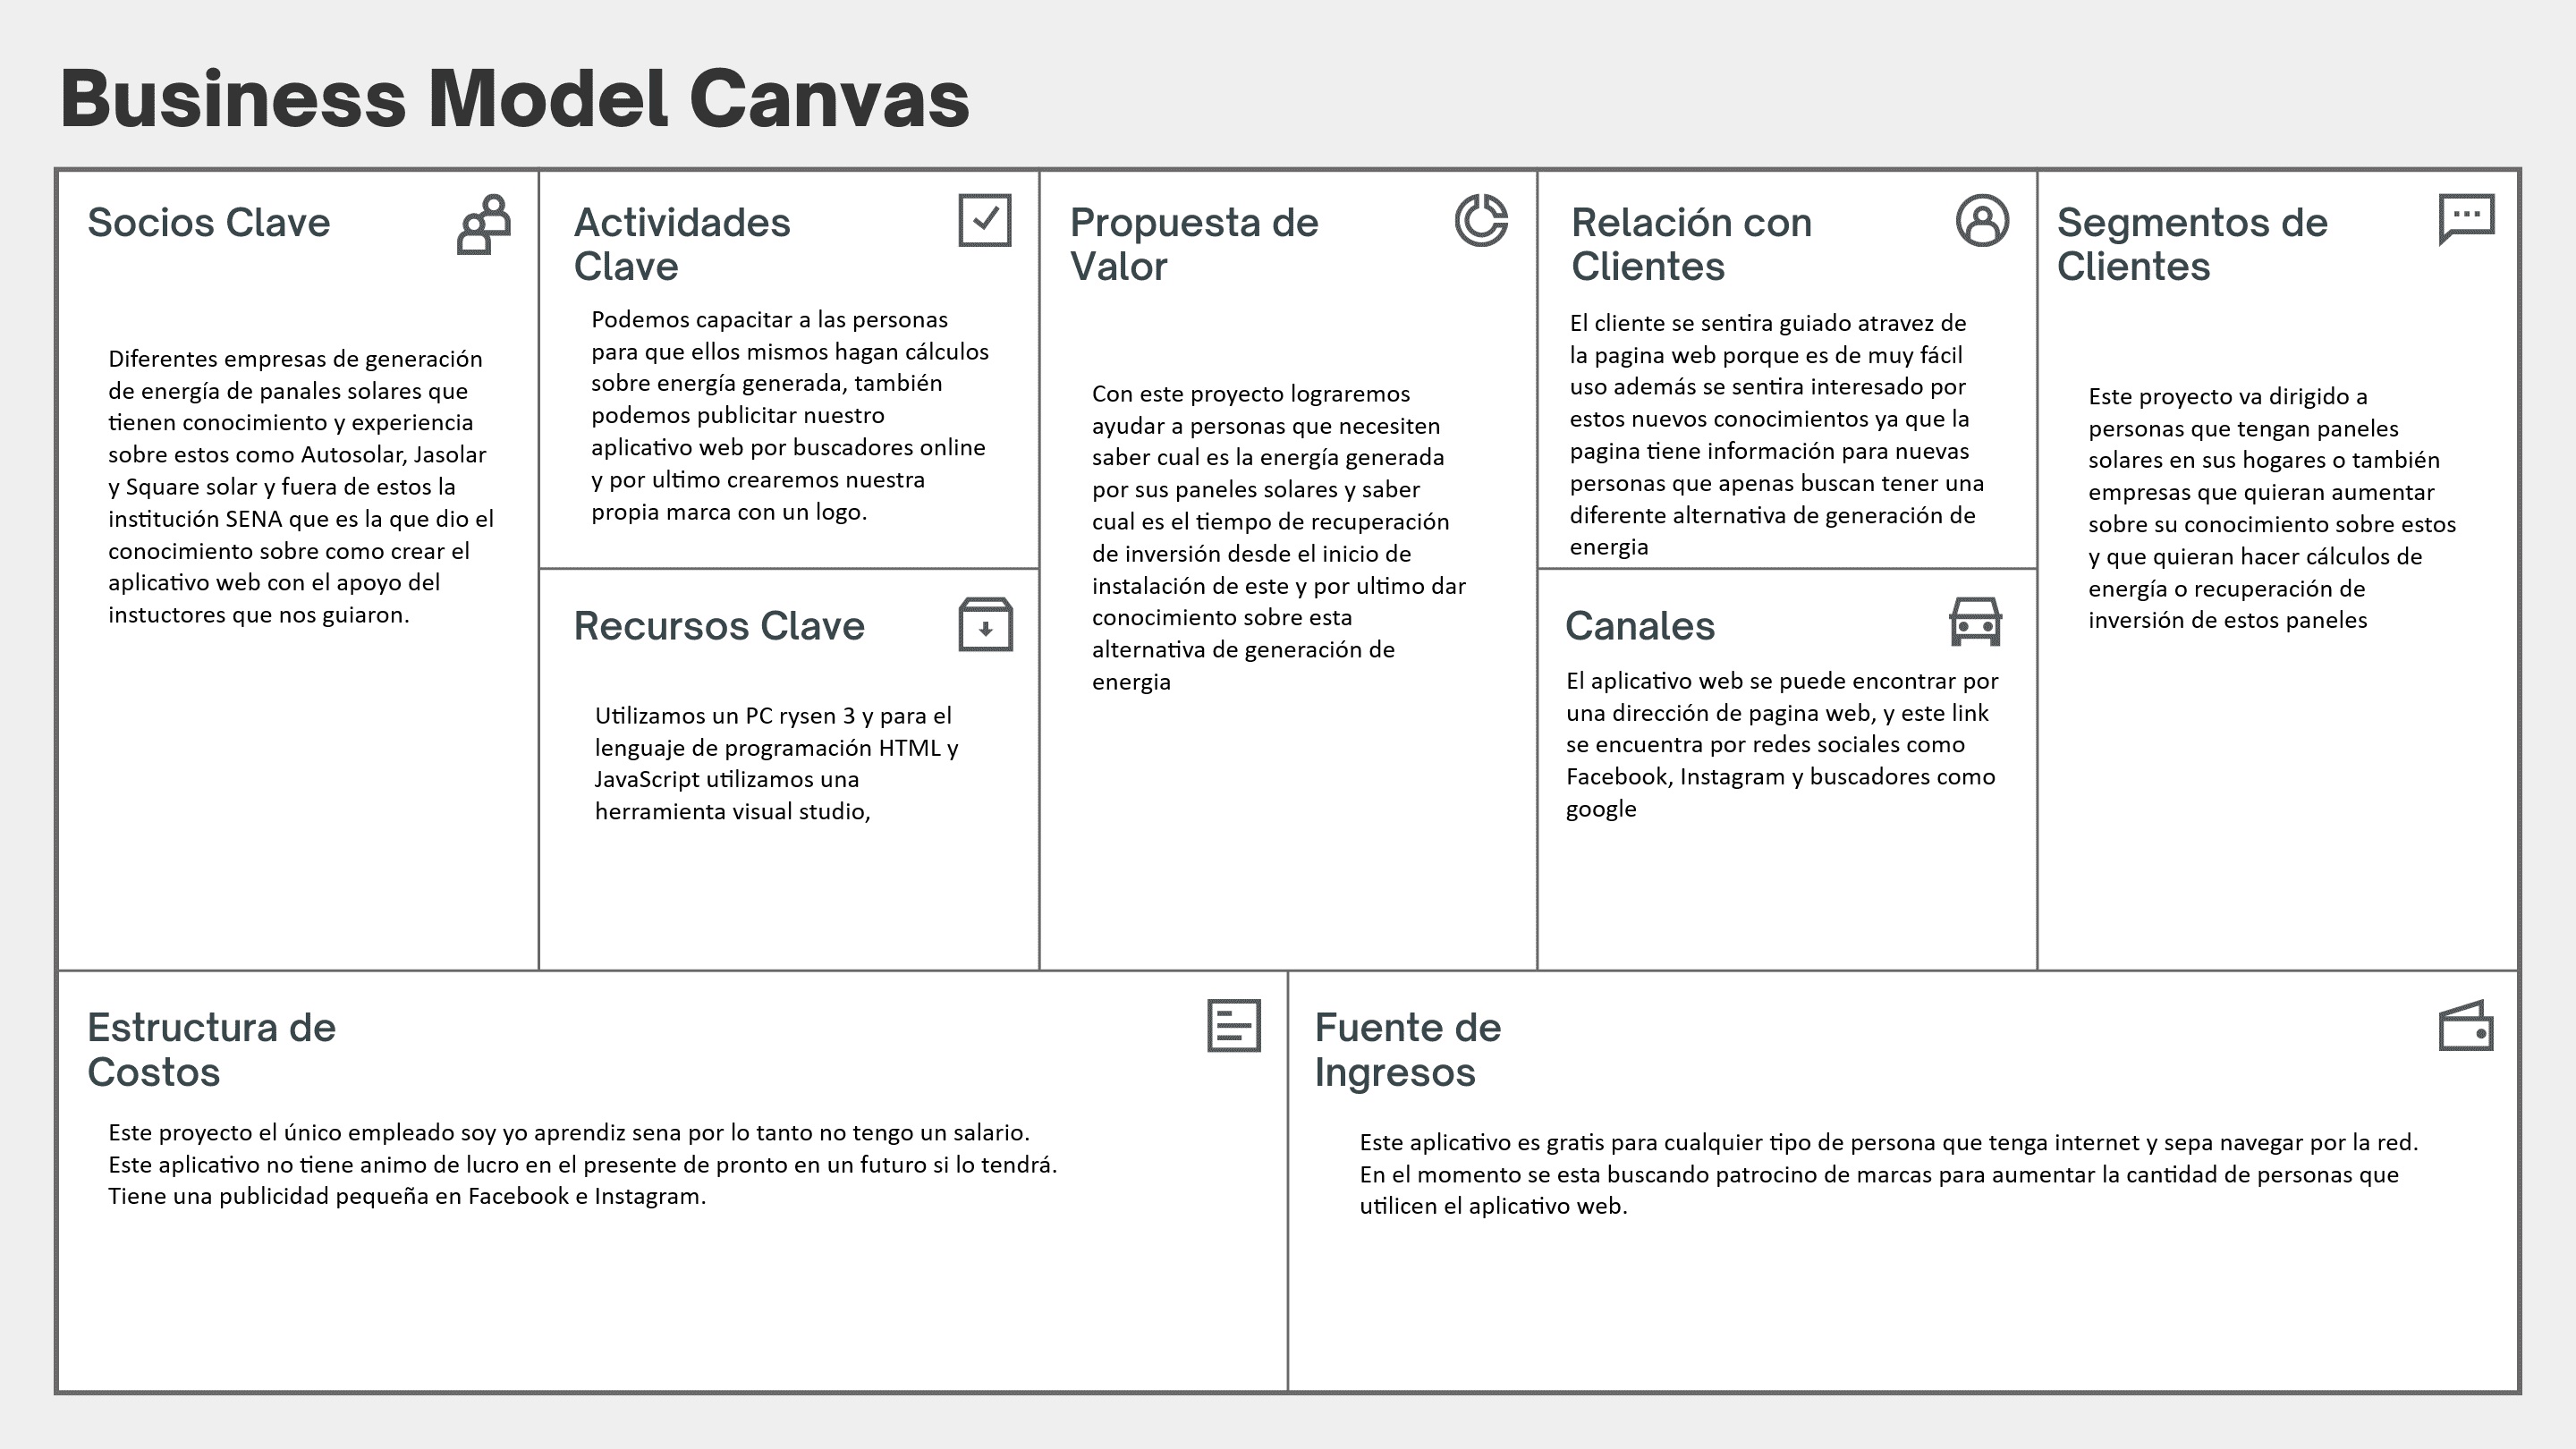 Business Model Canvas
Socios Clave
Diferentes empresas de generación
de energía de panales solares que
tienen conocimiento y experiencia
sobre estos como Autosolar, Jasolar
y Square solar y fuera de estos la
institución SENA que es la que dio el
conocimiento sobre como crear el
aplicativo web con el apoyo del
instuctores que nos guiaron.
Actividades
Clave
Podemos capacitar a las personas
para que ellos mismos hagan cálculos
sobre energía generada, también
podemos publicitar nuestro
aplicativo web por buscadores online
y por ultimo crearemos nuestra
propia marca con un logo.
Recursos Clave
Utilizamos un PC rysen 3 y para el
lenguaje de programación HTML y
JavaScript utilizamos una
herramienta visual studio,
Propuesta de
Valor
Con este proyecto lograremos
ayudar a personas que necesiten
saber cual es la energía generada
por sus paneles solares y saber
cual es el tiempo de recuperación
de inversión desde el inicio de
instalación de este y por ultimo dar
conocimiento sobre esta
alternativa de generación de
energia
Relación con
Clientes
El cliente se sentira guiado atravez de
la pagina web porque es de muy fácil
uso además se sentira interesado por
estos nuevos conocimientos ya que la
pagina tiene información para nuevas
personas que apenas buscan tener una
diferente alternativa de generación de
energia
Canales
El aplicativo web se puede encontrar por
una dirección de pagina web, y este link
se encuentra por redes sociales como
Facebook, Instagram y buscadores como
google
Segmentos de
Clientes
Este proyecto va dirigido a
personas que tengan paneles
solares en sus hogares o también
empresas que quieran aumentar
sobre su conocimiento sobre estos
y que quieran hacer cálculos de
energía o recuperación de
inversión de estos paneles
Estructura de
Costos
Este proyecto el único empleado soy yo aprendiz sena por lo tanto no tengo un salario.
Este aplicativo no tiene animo de lucro en el presente de pronto en un futuro si lo tendrá.
Tiene una publicidad pequeña en Facebook e Instagram.
Fuente de
Ingresos
Este aplicativo es gratis para cualquier tipo de persona que tenga internet y sepa navegar por la red.
En el momento se esta buscando patrocino de marcas para aumentar la cantidad de personas que
utilicen el aplicativo web.